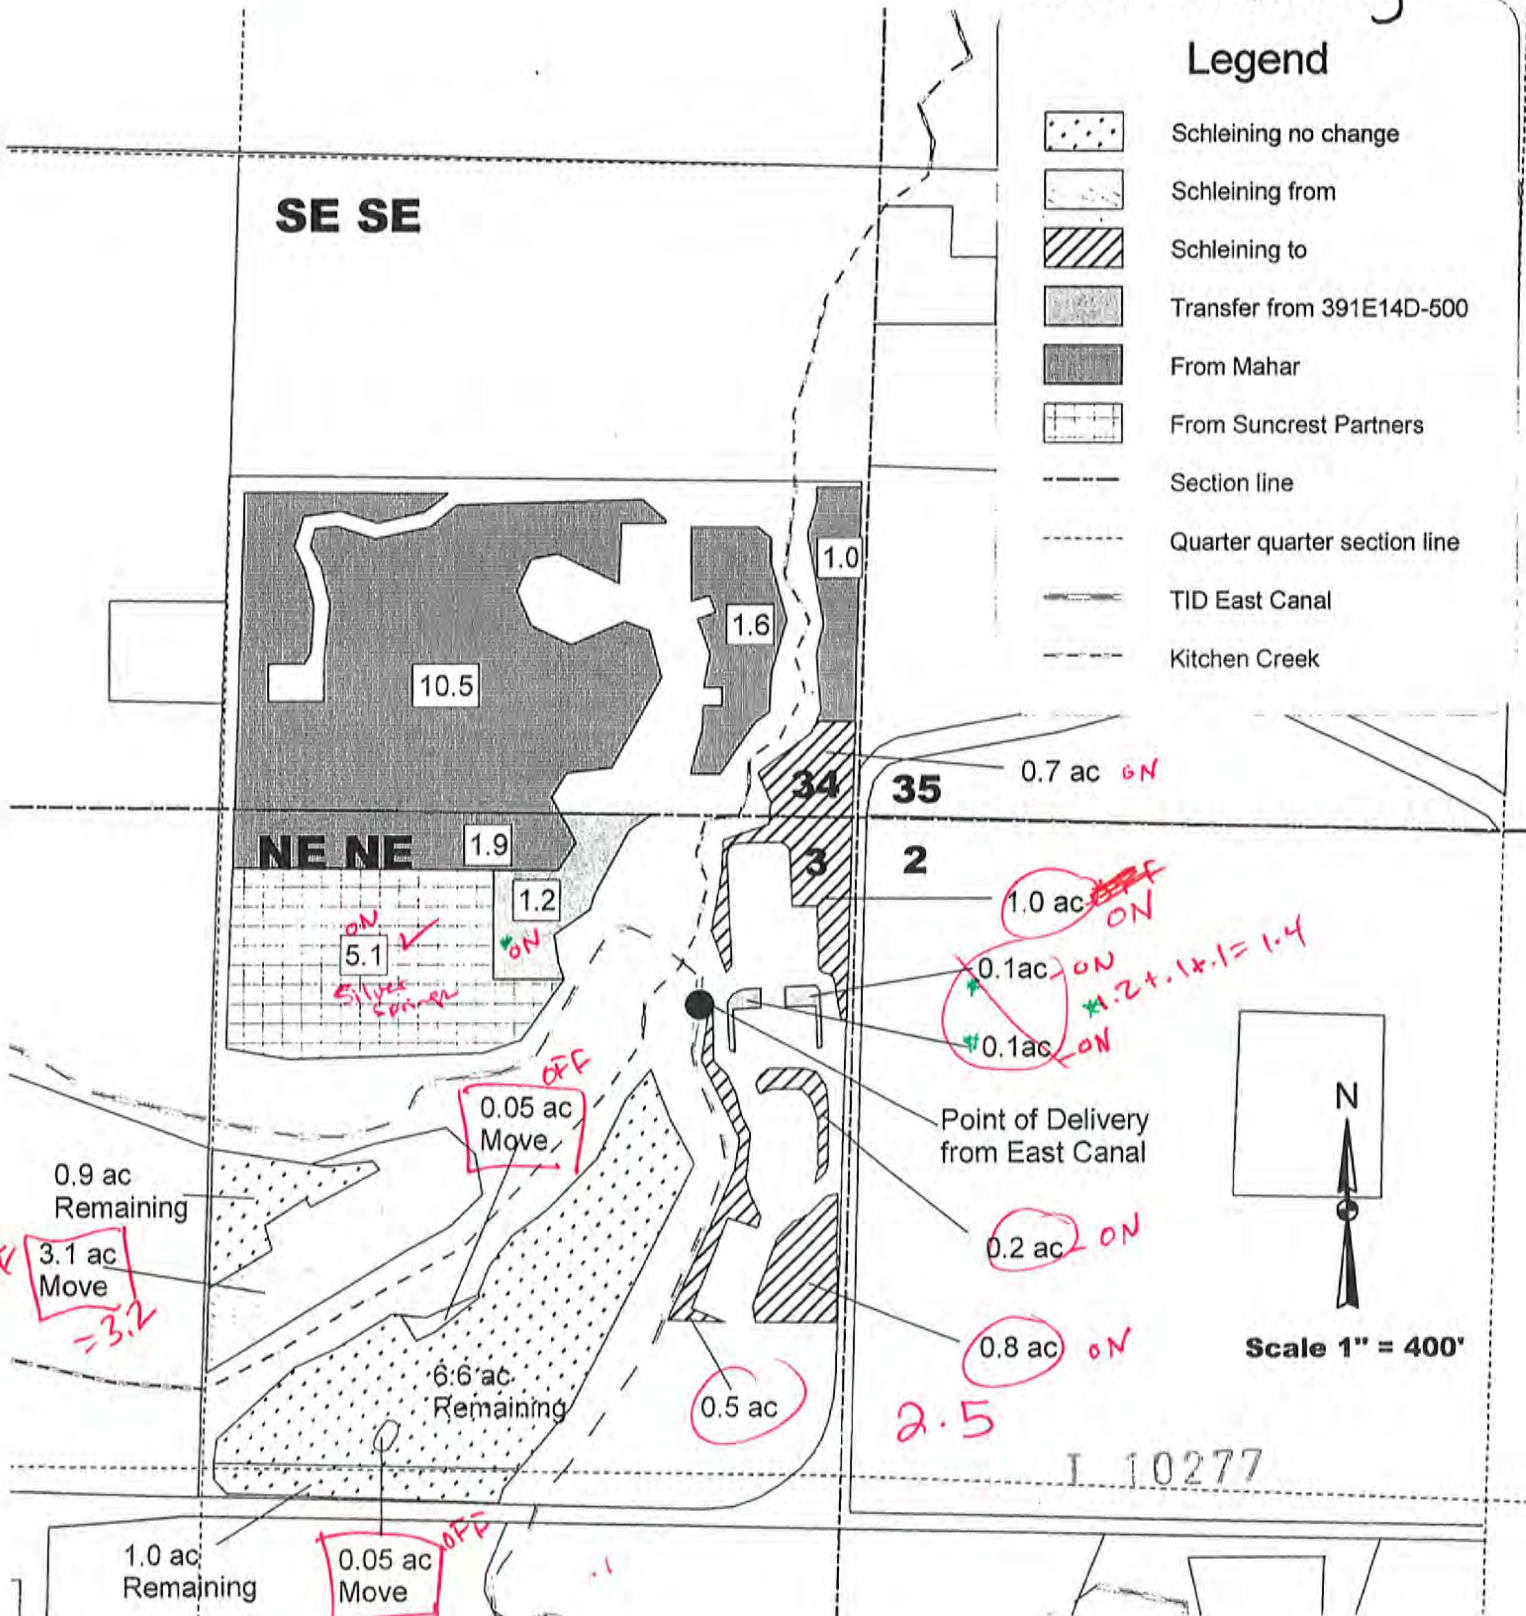 Legend
Schleining no change
Schleining from
Schleining to
Transfer from 391E14D-500
From Mahar
From Suncrest Partners
Section line
Quarter quarter section line
TID East Canal
Kitchen Creek
SE SE
1.0
1.6
10.5
34
35
0.7 ac ON
NE NE
1.9
3
2
1.2
ON
ON
5.1
Silver
Springs
1.0 ac
ON
0.1ac ON
*1.2+.1+.1=1.4
0.1ac ON
Point of Delivery
from East Canal
N
OFF
0.05 ac
Move
0.9 ac
Remaining
3.1 ac
Move
=3.2
0.2 ac ON
0.8 ac ON
Scale 1" = 400'
6.6 ac
Remaining
0.5 ac
2.5
I 10277
1.0 ac
Remaining
OFF
0.05 ac
Move
.1